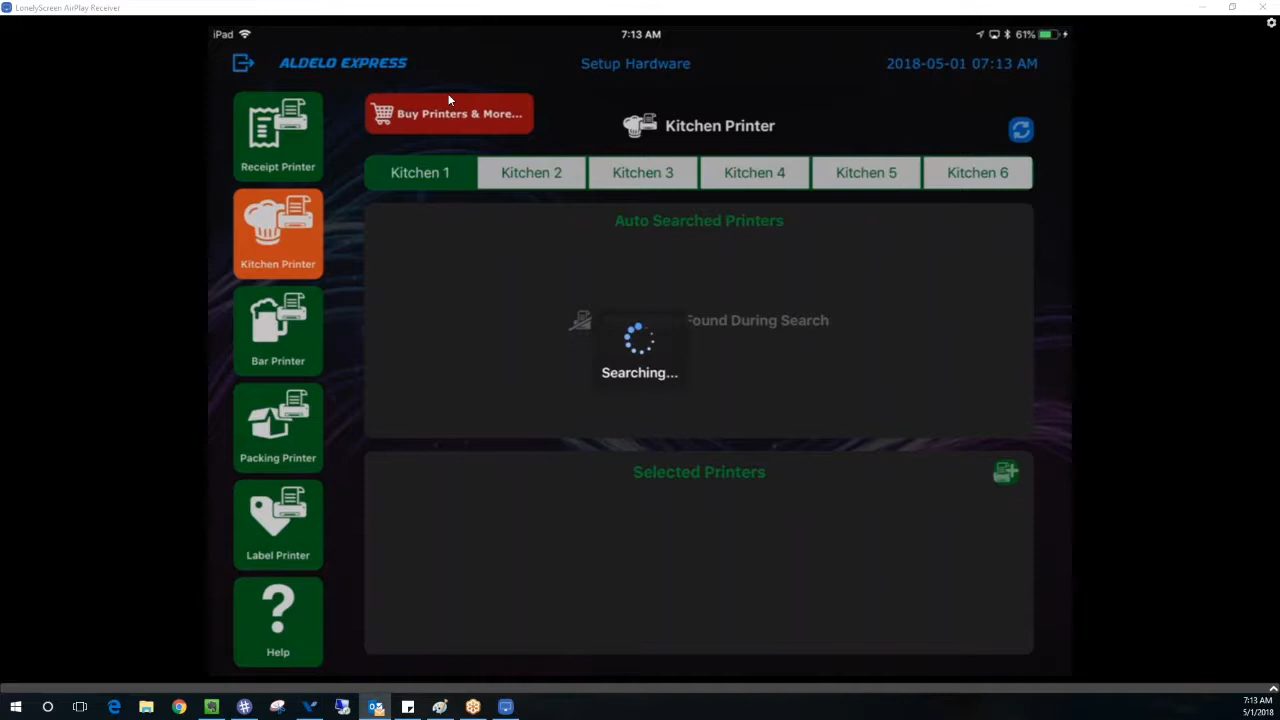 LonelyScreen AirPlay Receiver
iPad 7:13 AM 61%
ALDELO EXPRESS Setup Hardware 2018-05-01 07:13 AM
Buy Printers & More...
Kitchen Printer
Receipt Printer
Kitchen 1 Kitchen 2 Kitchen 3 Kitchen 4 Kitchen 5 Kitchen 6
Auto Searched Printers
Kitchen Printer
Found During Search
Bar Printer
Searching...
Packing Printer
Selected Printers
Label Printer
Help
7:13 AM
5/1/2018